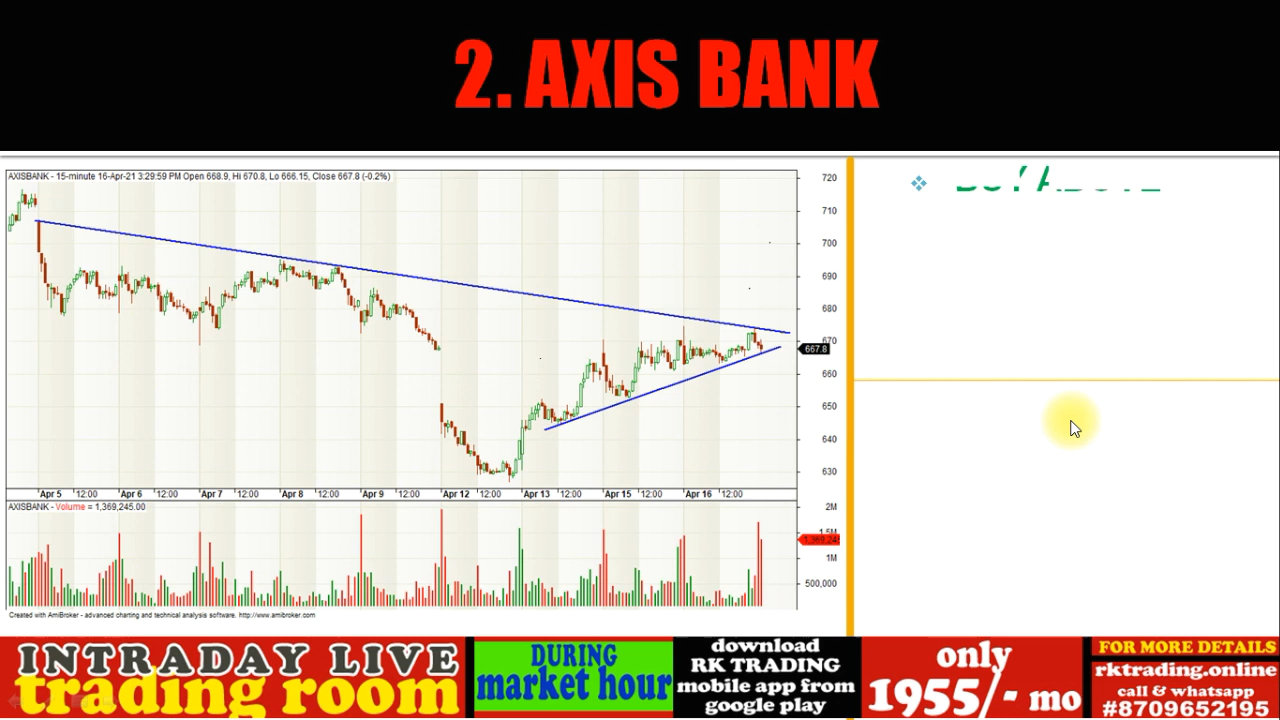 2. AXIS BANK
AXISBANK - 15-minute 16-Apr-21 3:29:59 PM Open 668.9, Hi 670.8, Lo 666.15, Close 667.8 (-0.2%)
720
710
700
690
680
670
667.8
660
650
640
630
Apr 5 12:00 Apr 6 12:00 Apr 7 12:00 Apr 8 12:00 Apr 9 12:00 Apr 12 12:00 Apr 13 12:00 Apr 15 12:00 Apr 16 12:00
AXISBANK - Volume = 1,369,245.00
2M
1.5M
1,369,245
1M
500,000
Created with AmiBroker - advanced charting and technical analysis software. http://www.amibroker.com
INTRADAY LIVE
trading room
DURING
market hour
download
RK TRADING
mobile app from
google play
only
1955/- mo
FOR MORE DETAILS
rktrading.online
call & whatsapp
#8709652195